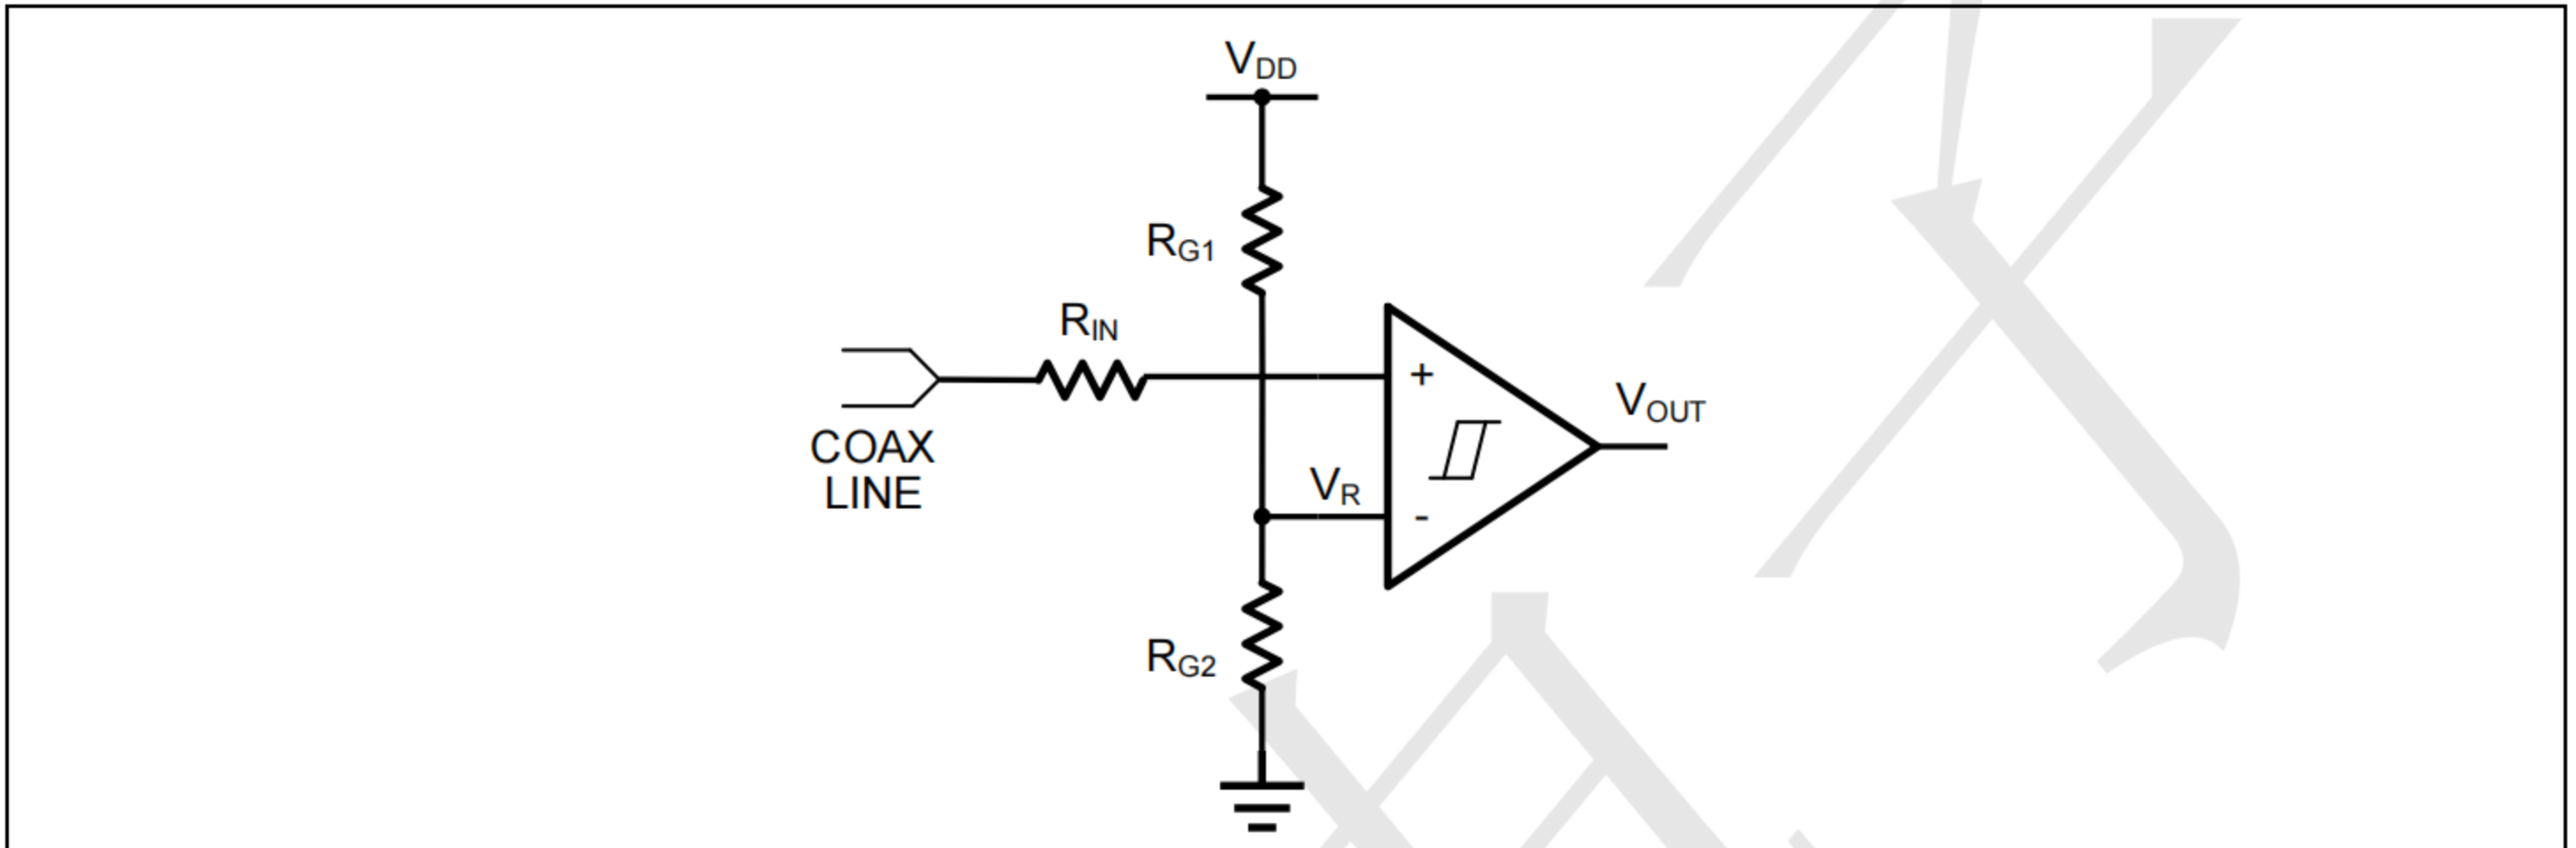 VDD
RG1
RIN
+
VOUT
COAX
LINE
VR
-
RG2